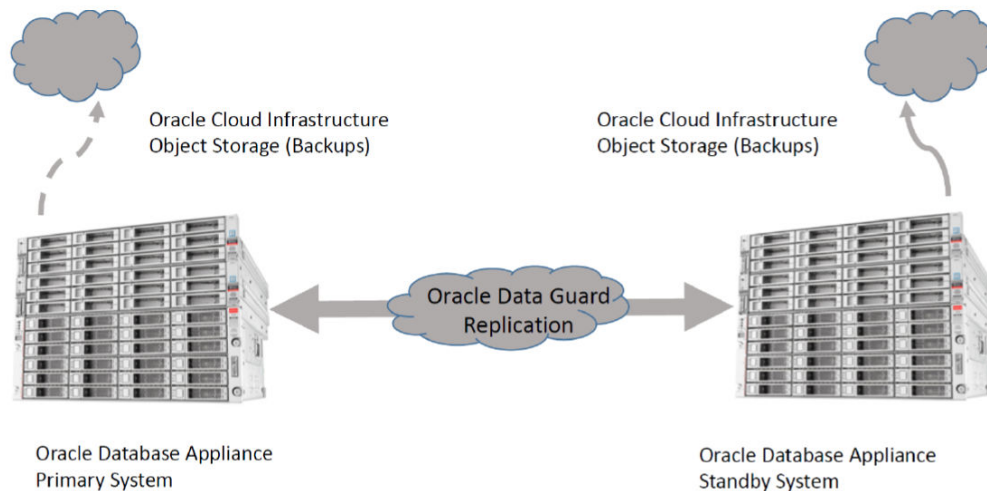 Oracle Cloud Infrastructure
Object Storage (Backups)
Oracle Cloud Infrastructure
Object Storage (Backups)
Oracle Data Guard
Replication
Oracle Database Appliance
Primary System
Oracle Database Appliance
Standby System